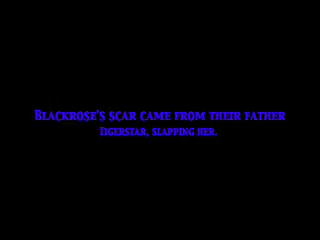 Blackrose's scar came from their father
Tigerstar, slapping her.